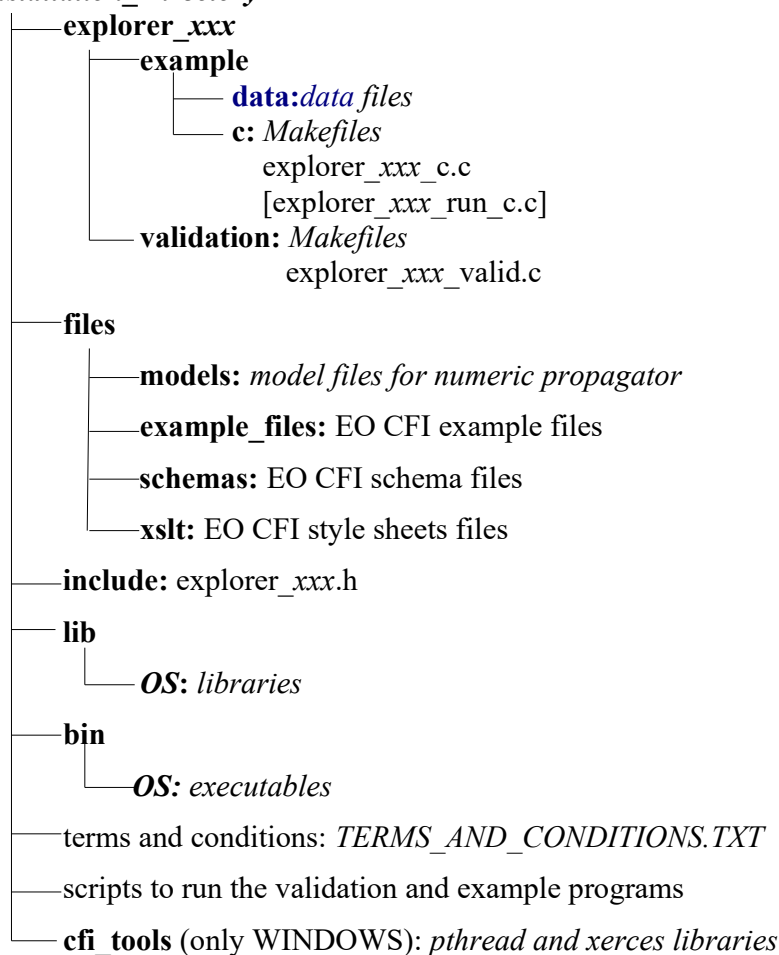 explorer_xxx
example
data:data files
c: Makefiles
explorer_xxx_c.c
[explorer_xxx_run_c.c]
validation: Makefiles
explorer_xxx_valid.c
files
models: model files for numeric propagator
example_files: EO CFI example files
schemas: EO CFI schema files
xslt: EO CFI style sheets files
include: explorer_xxx.h
lib
OS: libraries
bin
OS: executables
terms and conditions: TERMS_AND_CONDITIONS.TXT
scripts to run the validation and example programs
cfi_tools (only WINDOWS): pthread and xerces libraries